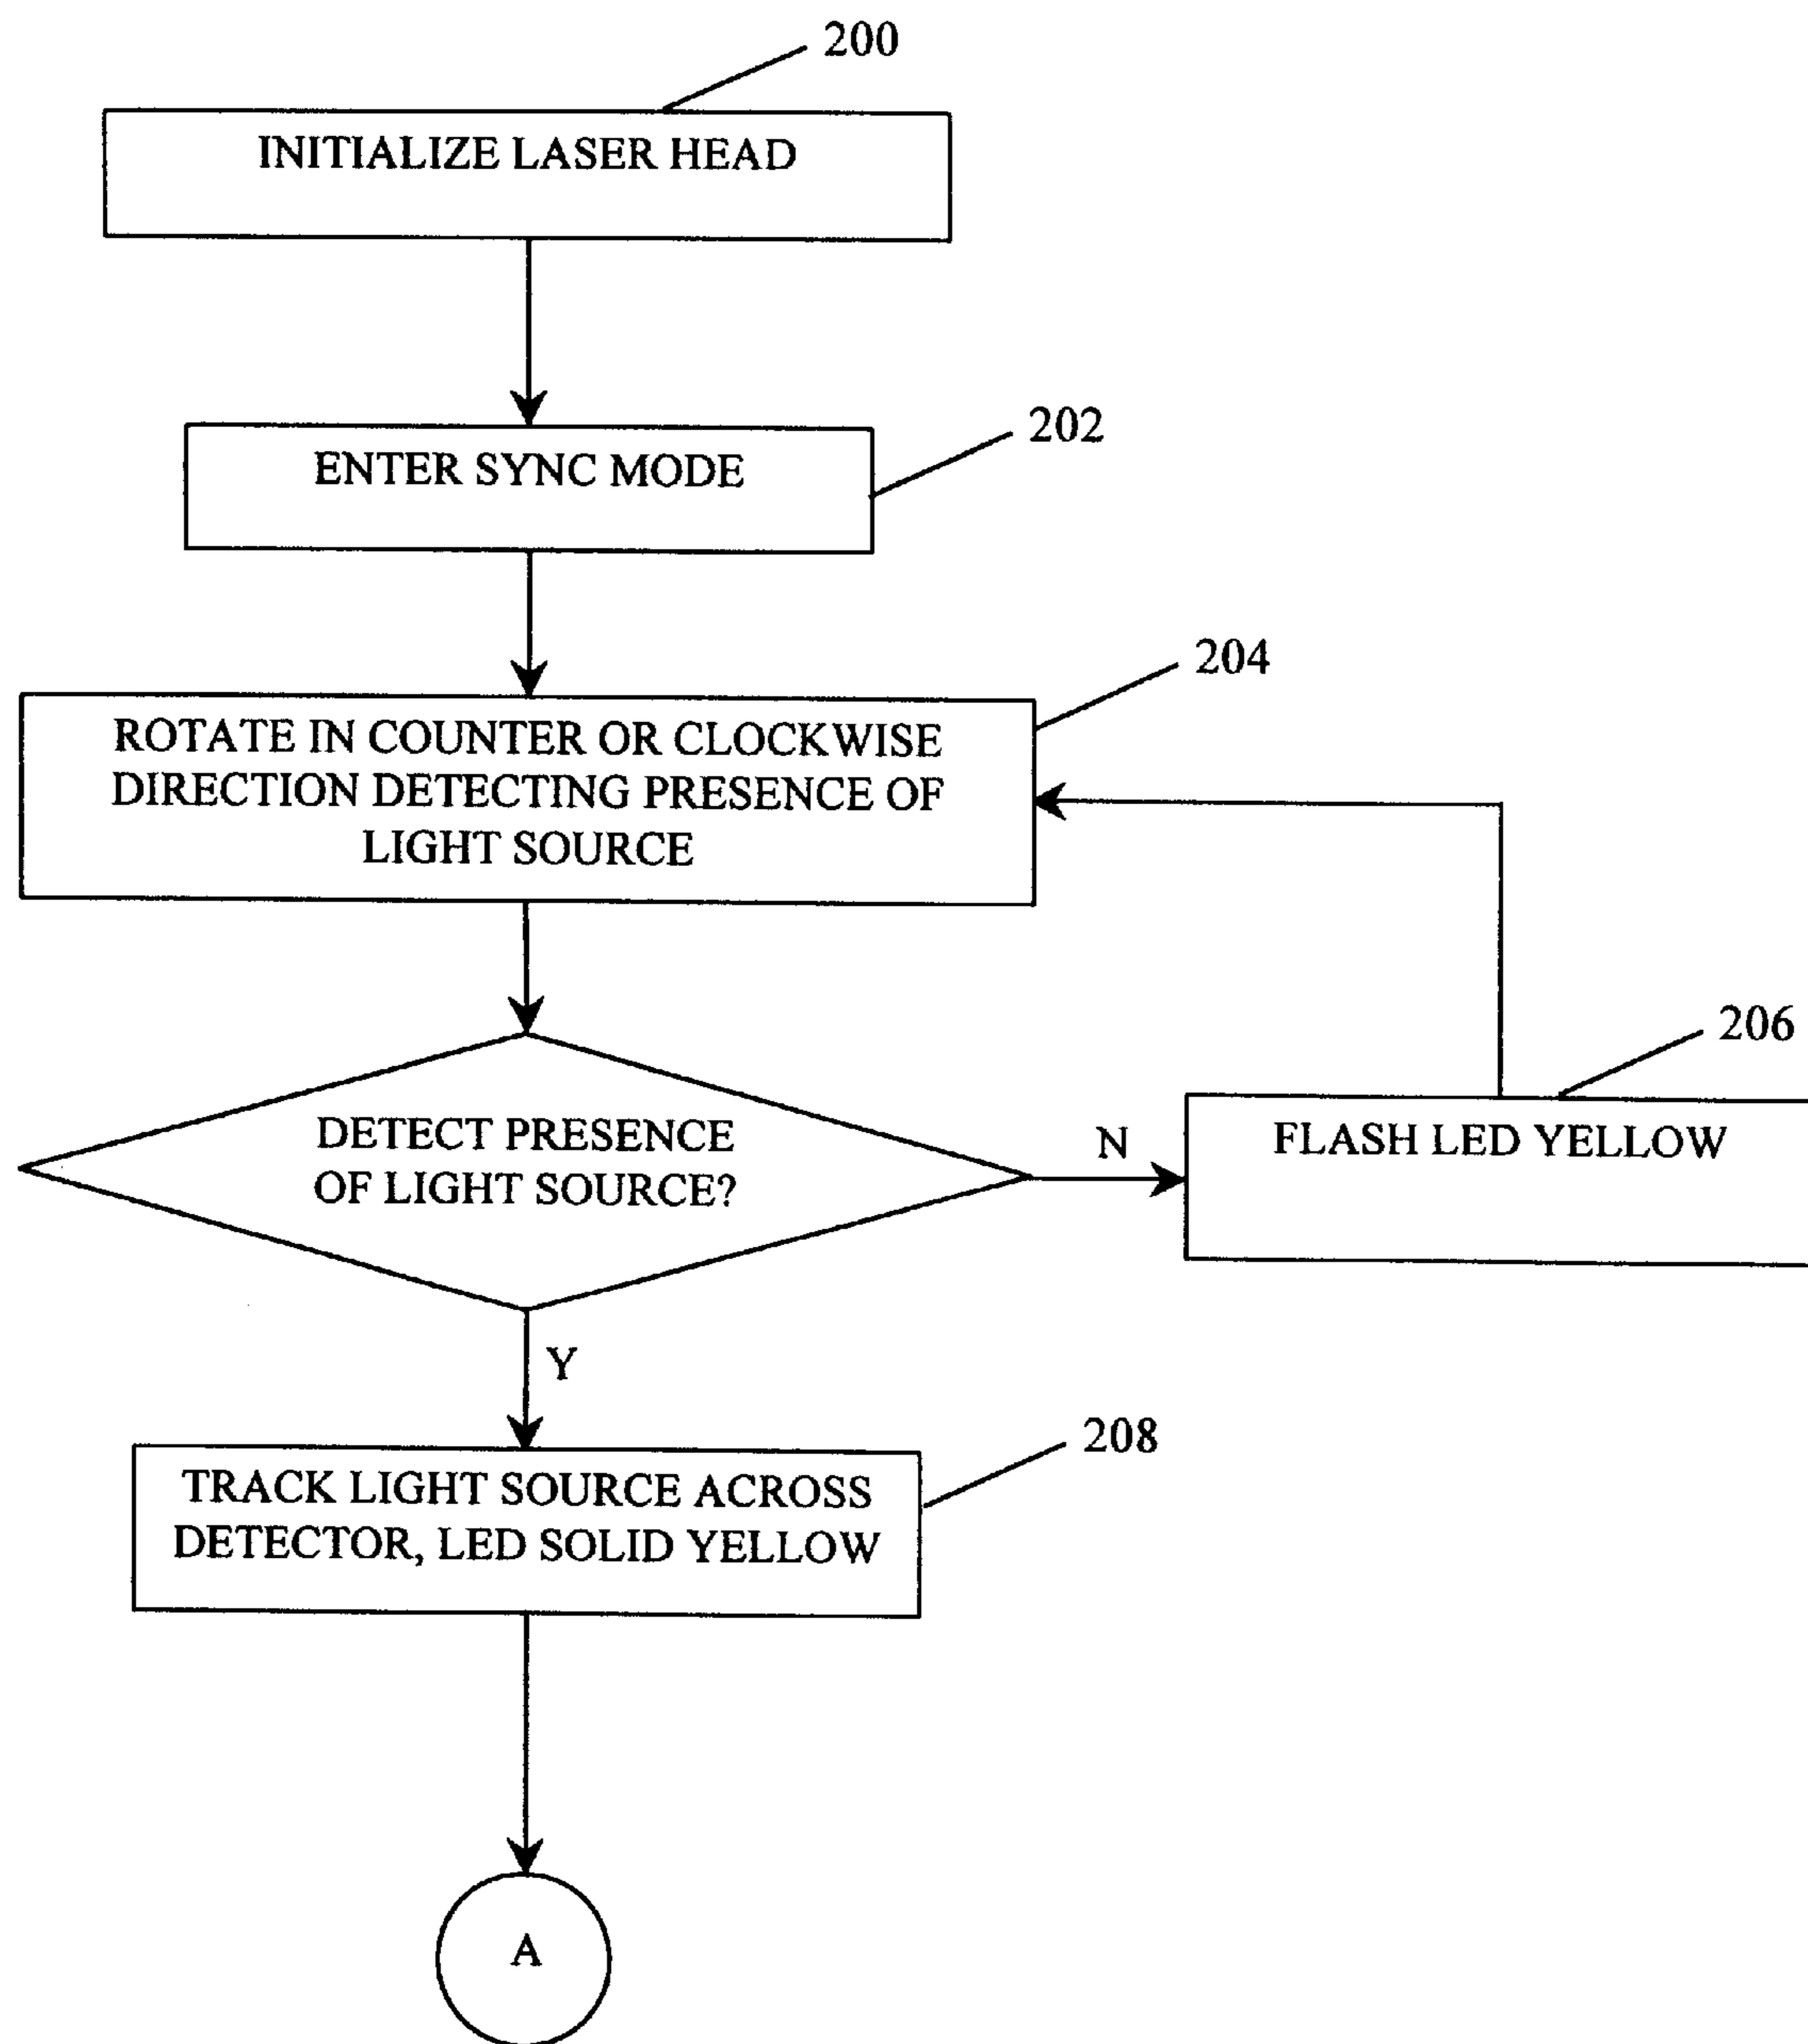 200
INITIALIZE LASER HEAD
202
ENTER SYNC MODE
204
ROTATE IN COUNTER OR CLOCKWISE
DIRECTION DETECTING PRESENCE OF
LIGHT SOURCE
206
DETECT PRESENCE
OF LIGHT SOURCE?
N
FLASH LED YELLOW
Y
208
TRACK LIGHT SOURCE ACROSS
DETECTOR, LED SOLID YELLOW
A